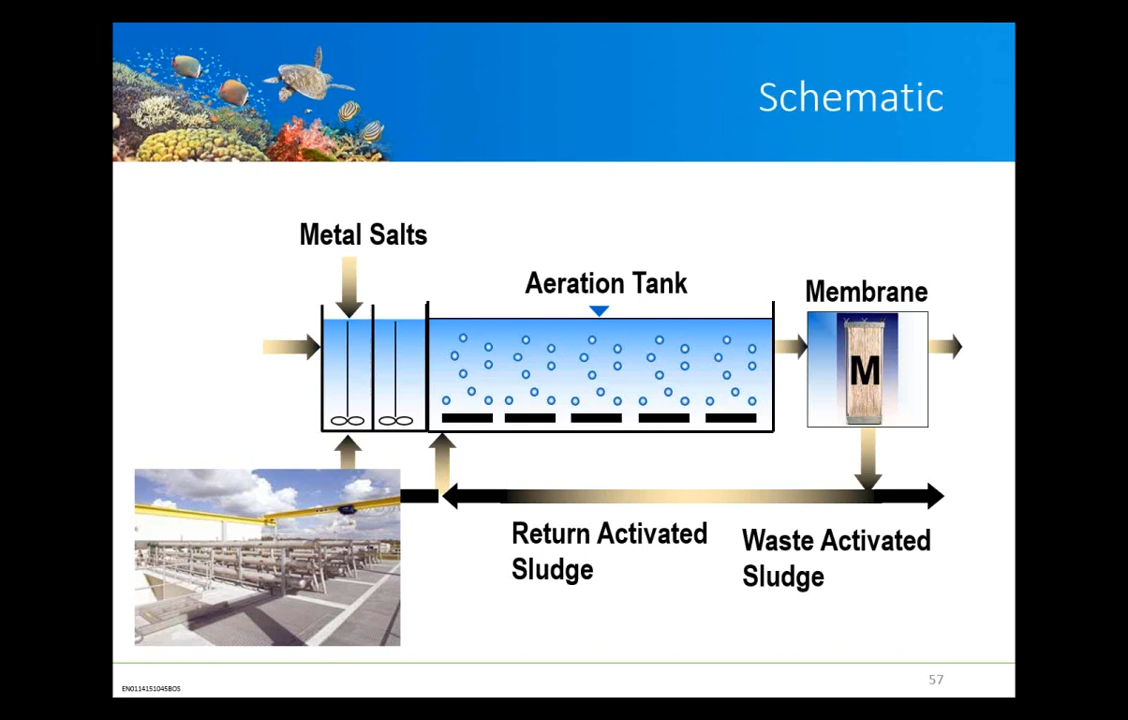 Schematic
Metal Salts
Aeration Tank
Membrane
M
Return Activated
Sludge
Waste Activated
Sludge
EN0114151045BOS
57